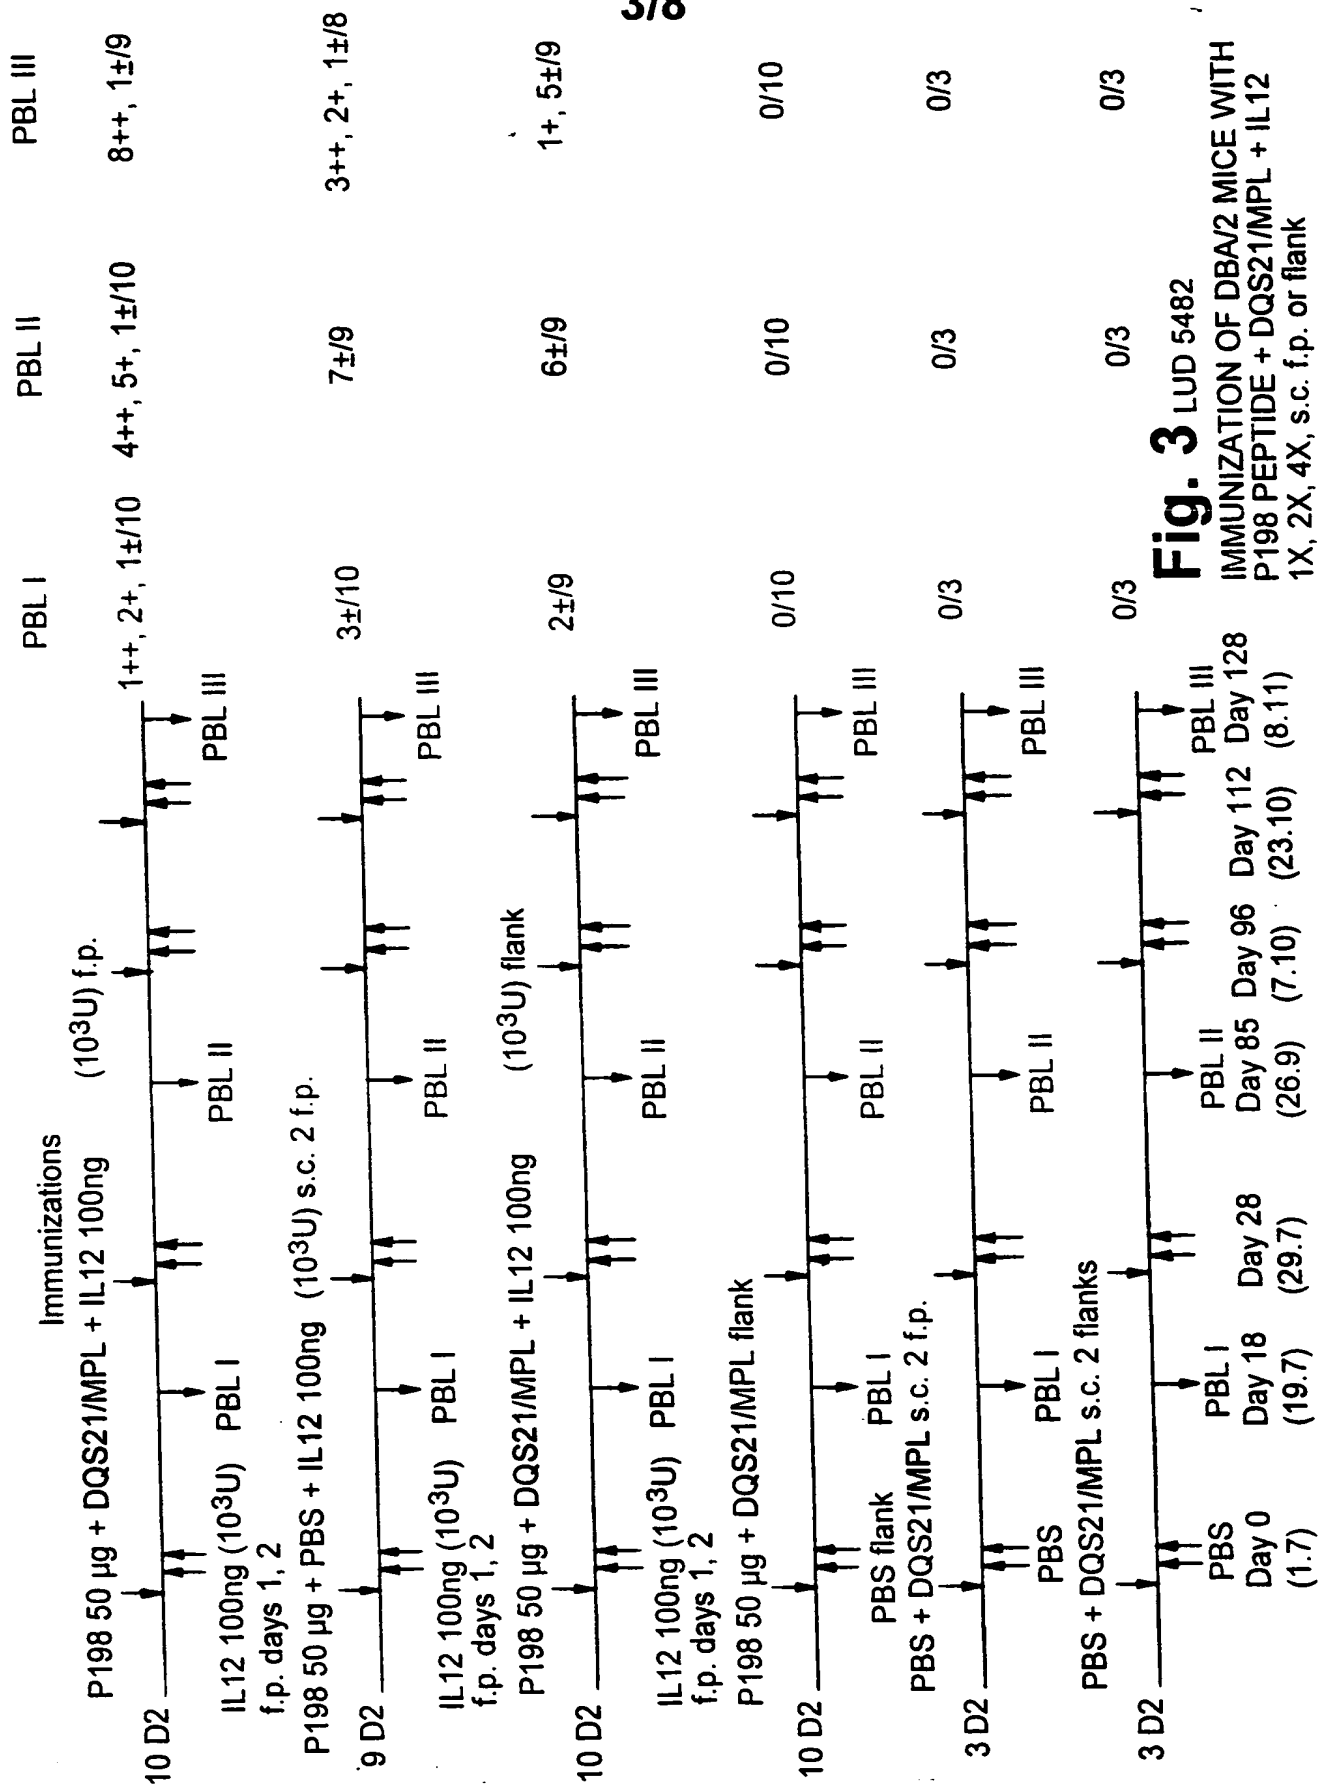 3/8
Immunizations
PBL I
PBL II
PBL III
P198 50 µg + DQS21/MPL + IL12 100ng (10³U) f.p.
10 D2
1++, 2+, 1±/10
4++, 5+, 1±/10
8++, 1±/9
IL12 100ng (10³U)
f.p. days 1, 2
PBL I
PBL II
PBL III
P198 50 µg + PBS + IL12 100ng (10³U) s.c. 2 f.p.
9 D2
3±/10
7±/9
3++, 2+, 1±/8
IL12 100ng (10³U)
f.p. days 1, 2
PBL I
PBL II
PBL III
P198 50 µg + DQS21/MPL + IL12 100ng (10³U) flank
10 D2
2±/9
6±/9
1+, 5±/9
IL12 100ng (10³U)
f.p. days 1, 2
PBL I
PBL II
PBL III
P198 50 µg + DQS21/MPL flank
10 D2
0/10
0/10
0/10
PBS flank
PBL I
PBL II
PBL III
PBS + DQS21/MPL s.c. 2 f.p.
3 D2
0/3
0/3
0/3
PBS
PBL I
PBL II
PBL III
PBS + DQS21/MPL s.c. 2 flanks
3 D2
0/3
0/3
0/3
PBS
PBL I
PBL II
PBL III
Day 0
Day 18
Day 28
Day 85
Day 96
Day 112
Day 128
(1.7)
(19.7)
(29.7)
(26.9)
(7.10)
(23.10)
(8.11)
Fig. 3 LUD 5482
IMMUNIZATION OF DBA/2 MICE WITH
P198 PEPTIDE + DQS21/MPL + IL12
1X, 2X, 4X, s.c. f.p. or flank